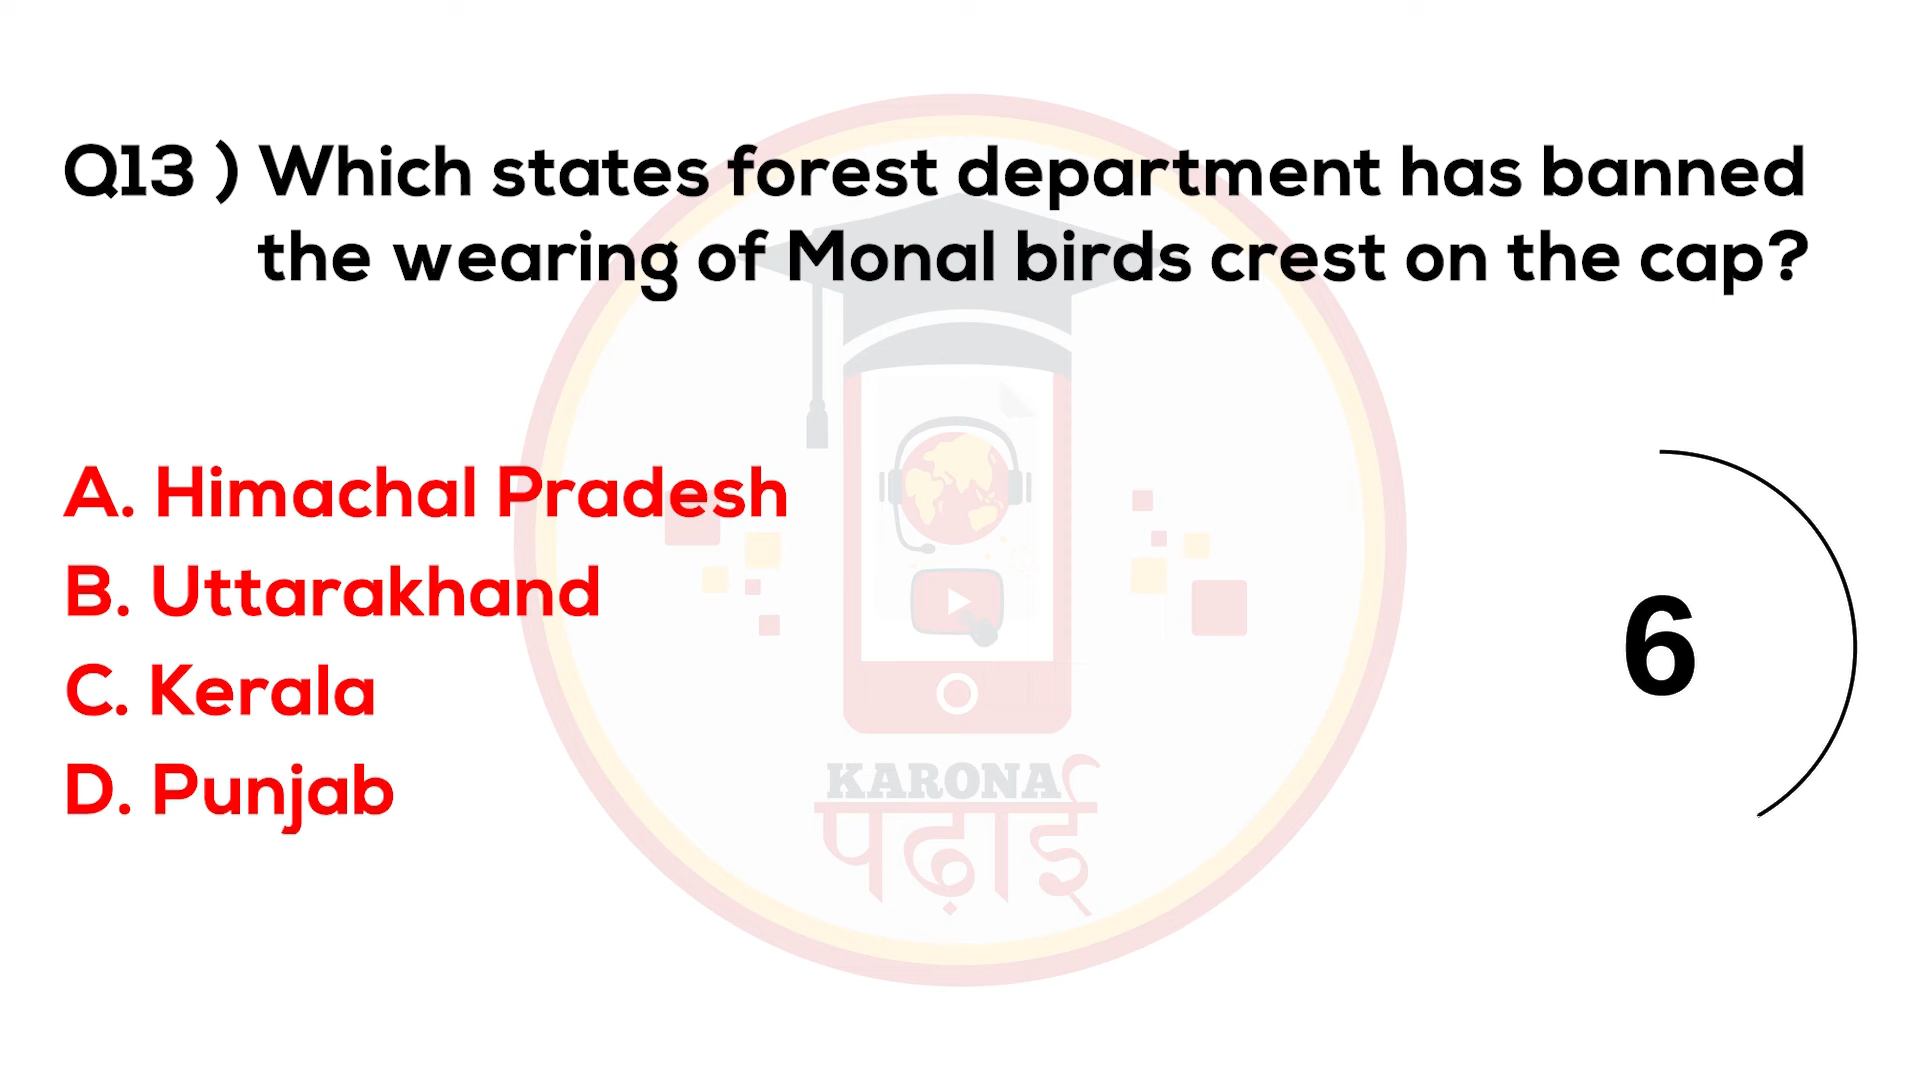 Q13 ) Which states forest department has banned
the wearing of Monal birds crest on the cap?
A. Himachal Pradesh
B. Uttarakhand
C. Kerala
D. Punjab
6
KARONA
पढ़ाई